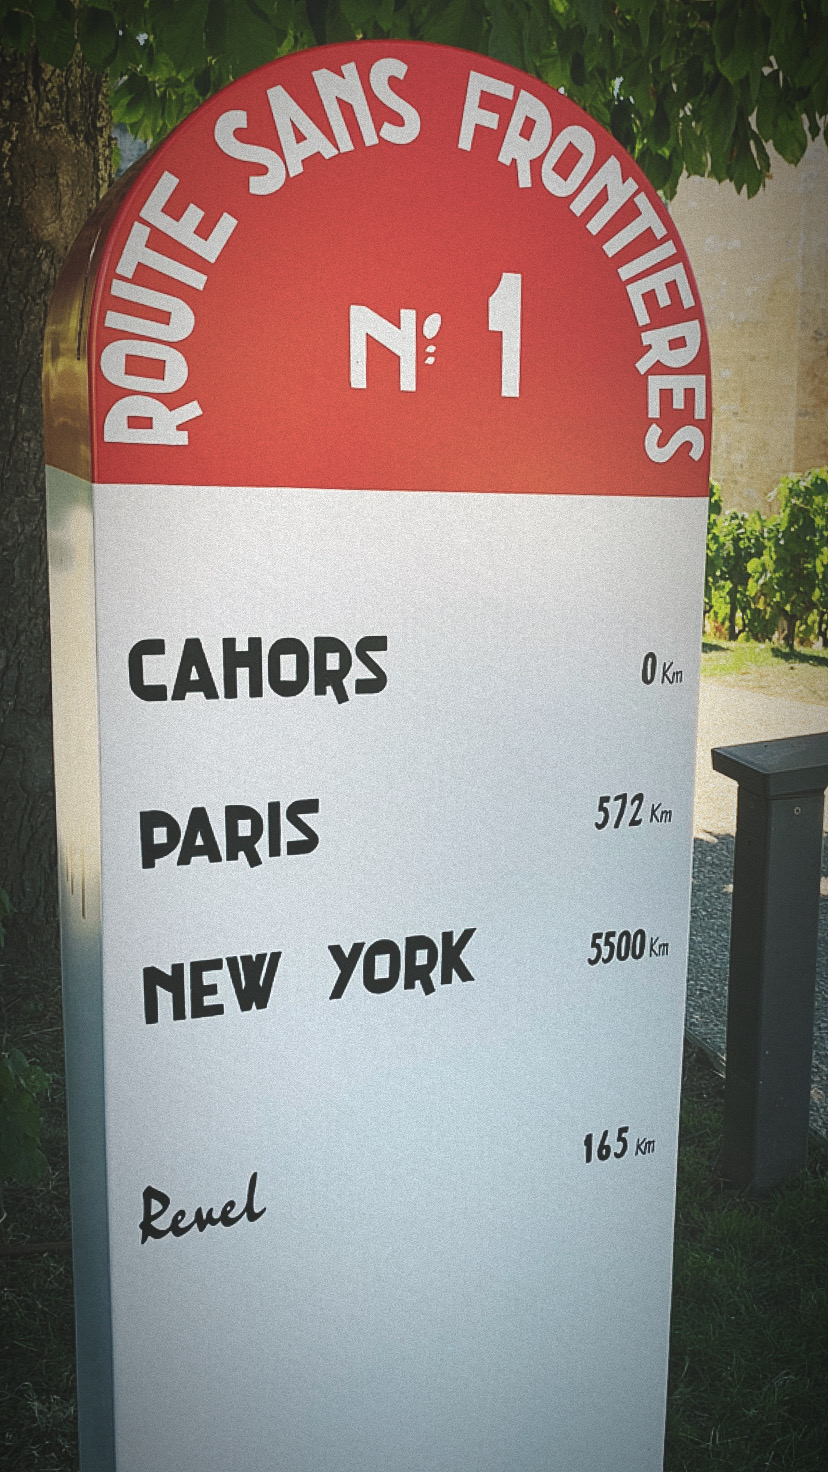 ROUTE SANS FRONTIERES
N° 1
CAHORS 0 Km
PARIS 572 Km
NEW YORK 5500 Km
Revel 165 Km